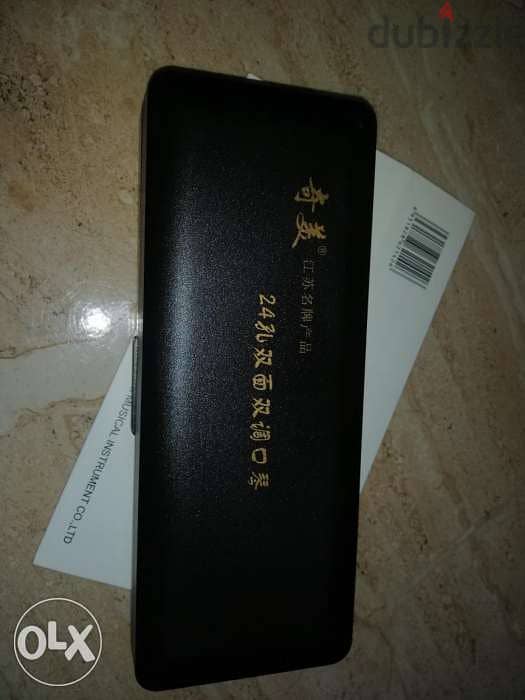 dubizzle
奇美®
江苏名牌产品
24孔双面双调口琴
MUSICAL INSTRUMENT CO.,LTD
OLX